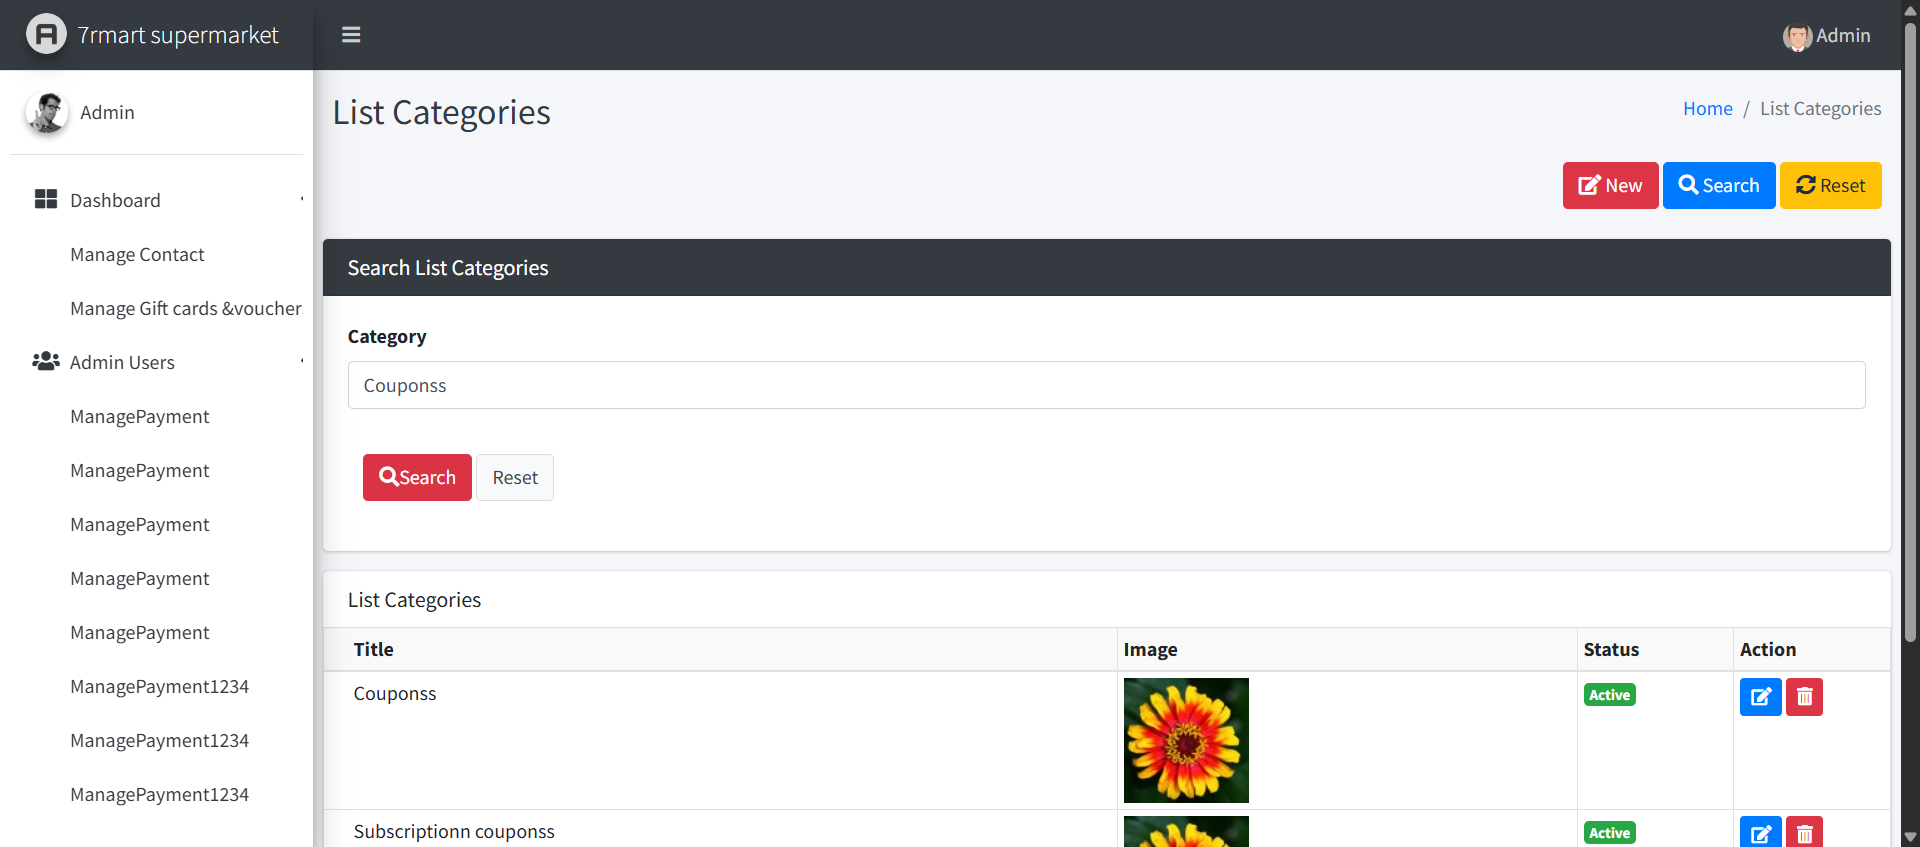 7rmart supermarket
Admin
Admin
Dashboard
Manage Contact
Manage Gift cards &voucher
Admin Users
ManagePayment
ManagePayment
ManagePayment
ManagePayment
ManagePayment
ManagePayment1234
ManagePayment1234
ManagePayment1234
List Categories
Home / List Categories
New Search Reset
Search List Categories
Category
Couponss
Search Reset
List Categories
Title Image Status Action
Couponss Active
Subscriptionn couponss Active